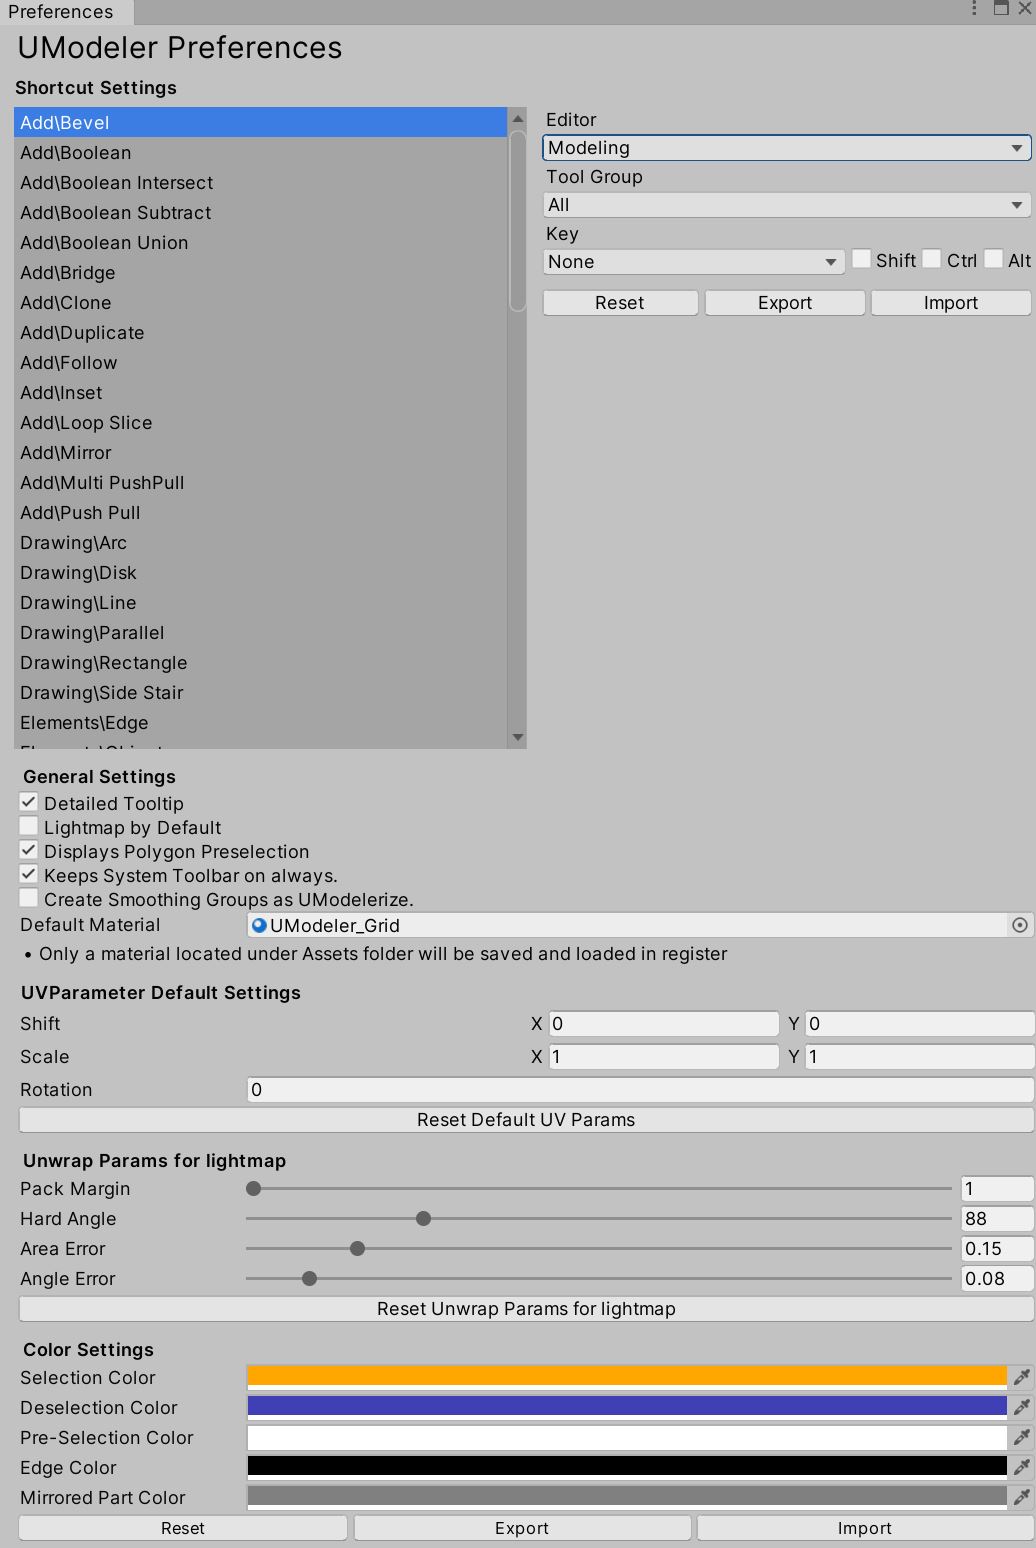 Preferences
UModeler Preferences
Shortcut Settings
Add\Bevel
Add\Boolean
Add\Boolean Intersect
Add\Boolean Subtract
Add\Boolean Union
Add\Bridge
Add\Clone
Add\Duplicate
Add\Follow
Add\Inset
Add\Loop Slice
Add\Mirror
Add\Multi PushPull
Add\Push Pull
Drawing\Arc
Drawing\Disk
Drawing\Line
Drawing\Parallel
Drawing\Rectangle
Drawing\Side Stair
Elements\Edge
Editor
Modeling
Tool Group
All
Key
None Shift Ctrl Alt
Reset Export Import
General Settings
Detailed Tooltip
Lightmap by Default
Displays Polygon Preselection
Keeps System Toolbar on always.
Create Smoothing Groups as UModelerize.
Default Material UModeler_Grid
• Only a material located under Assets folder will be saved and loaded in register
UVParameter Default Settings
Shift X 0 Y 0
Scale X 1 Y 1
Rotation 0
Reset Default UV Params
Unwrap Params for lightmap
Pack Margin 1
Hard Angle 88
Area Error 0.15
Angle Error 0.08
Reset Unwrap Params for lightmap
Color Settings
Selection Color
Deselection Color
Pre-Selection Color
Edge Color
Mirrored Part Color
Reset Export Import